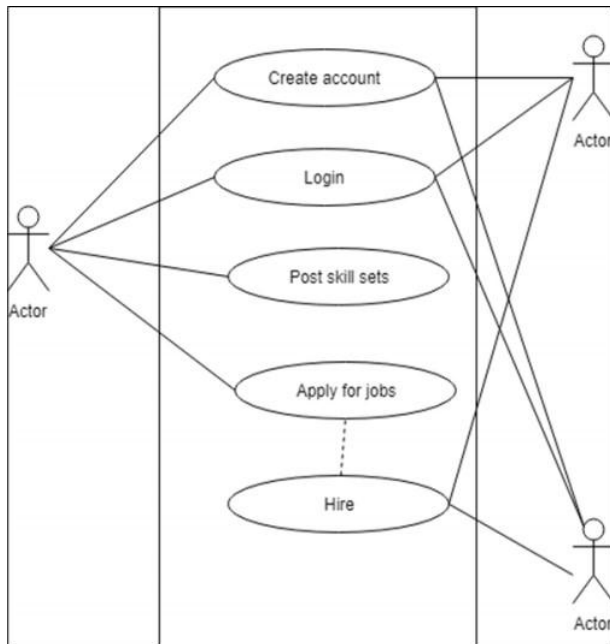 Create account
Actor
Login
Actor
Post skill sets
Apply for jobs
Hire
Actor